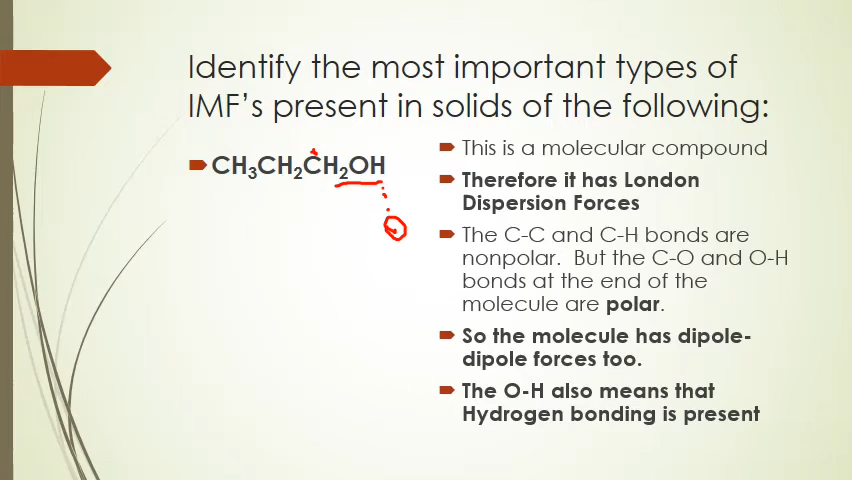 Identify the most important types of
IMF's present in solids of the following:
CH₃CH₂CH₂OH
This is a molecular compound
Therefore it has London
Dispersion Forces
The C-C and C-H bonds are
nonpolar. But the C-O and O-H
bonds at the end of the
molecule are polar.
So the molecule has dipole-
dipole forces too.
The O-H also means that
Hydrogen bonding is present